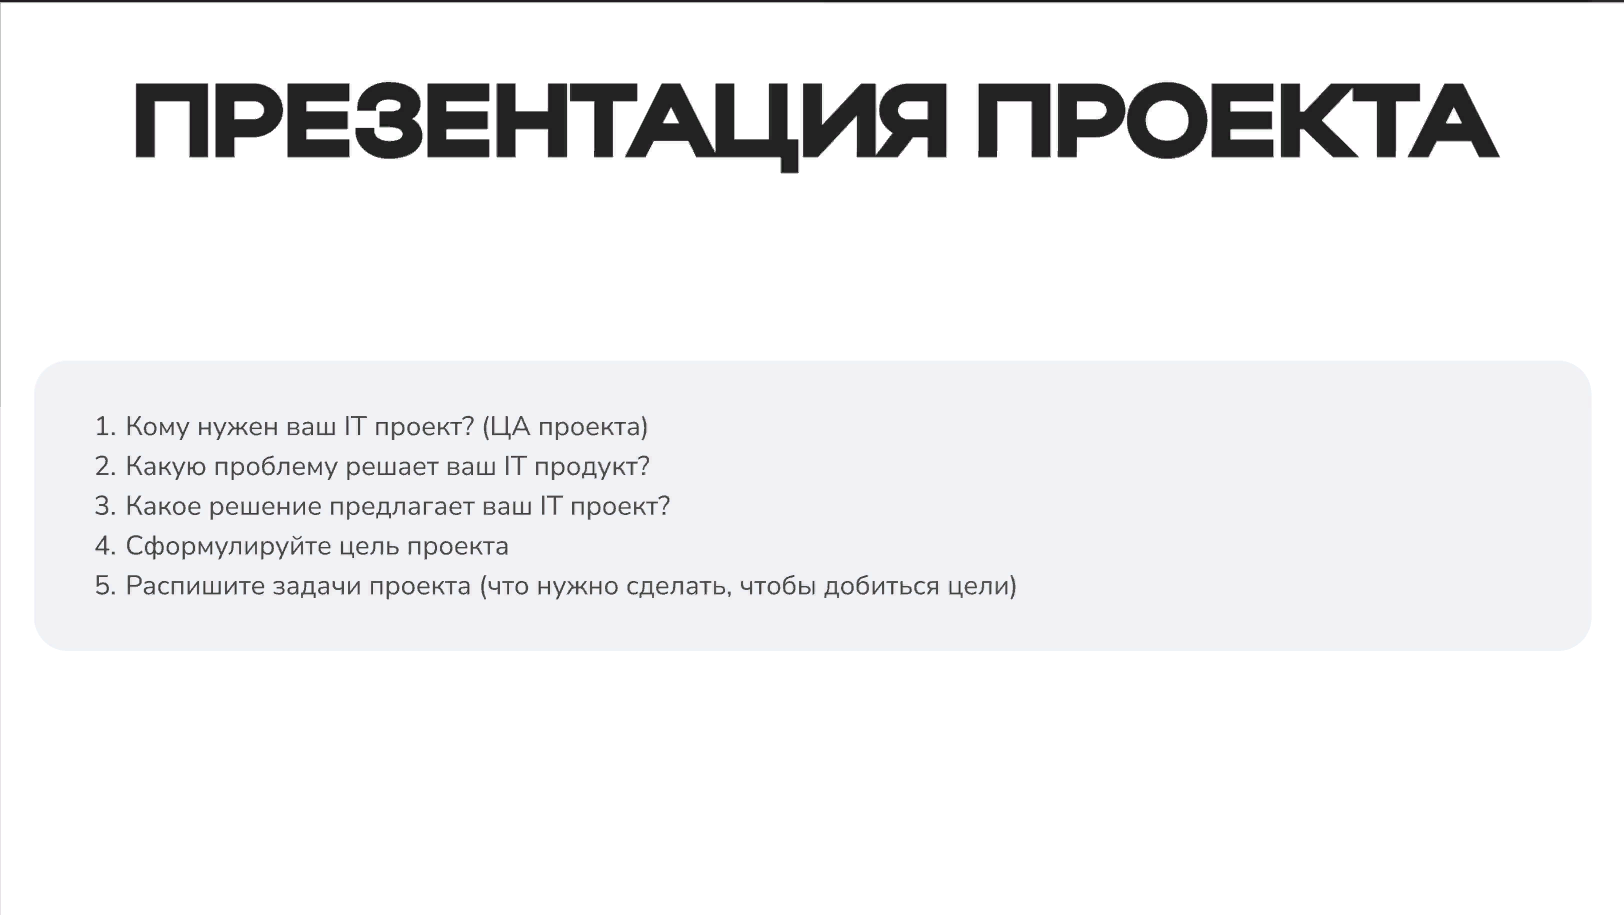 ПРЕЗЕНТАЦИЯ ПРОЕКТА
1. Кому нужен ваш IT проект? (ЦА проекта)
2. Какую проблему решает ваш IT продукт?
3. Какое решение предлагает ваш IT проект?
4. Сформулируйте цель проекта
5. Распишите задачи проекта (что нужно сделать, чтобы добиться цели)